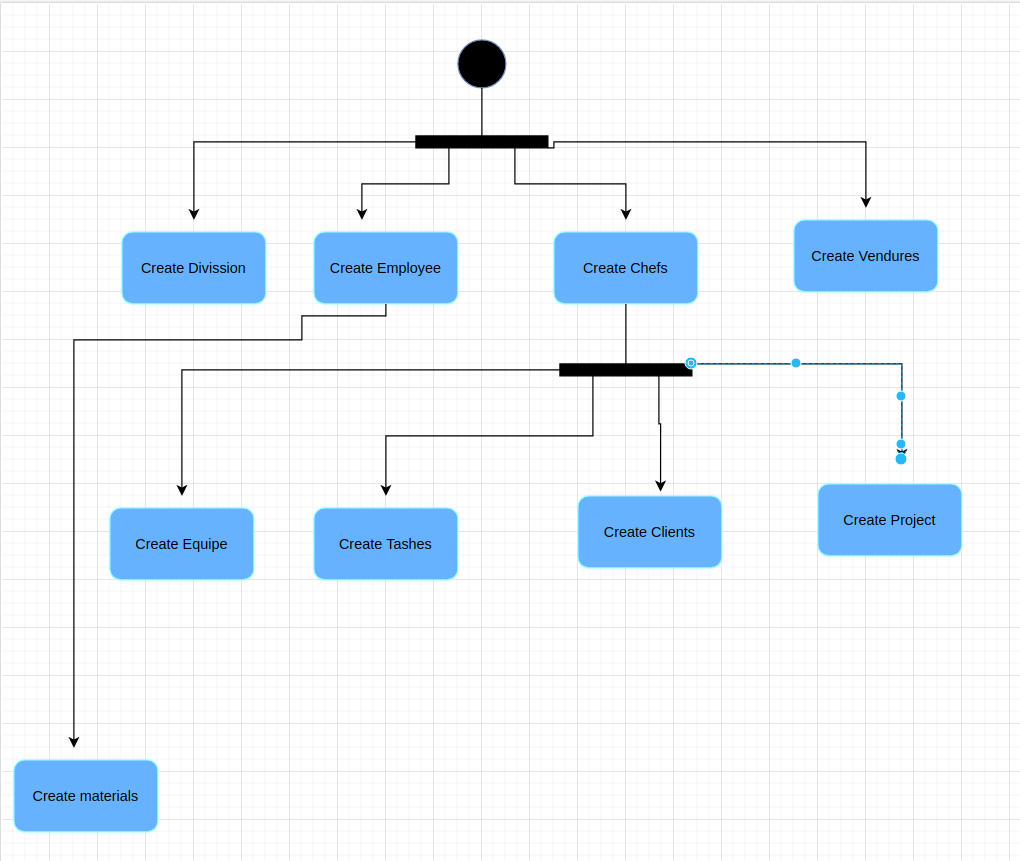 Create Divission
Create Employee
Create Chefs
Create Vendures
Create Equipe
Create Tashes
Create Clients
Create Project
Create materials